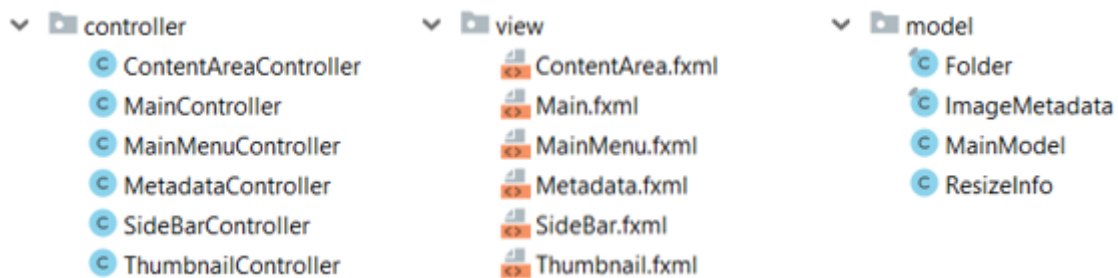 controller
ContentAreaController
MainController
MainMenuController
MetadataController
SideBarController
ThumbnailController
view
ContentArea.fxml
Main.fxml
MainMenu.fxml
Metadata.fxml
SideBar.fxml
Thumbnail.fxml
model
Folder
ImageMetadata
MainModel
ResizeInfo